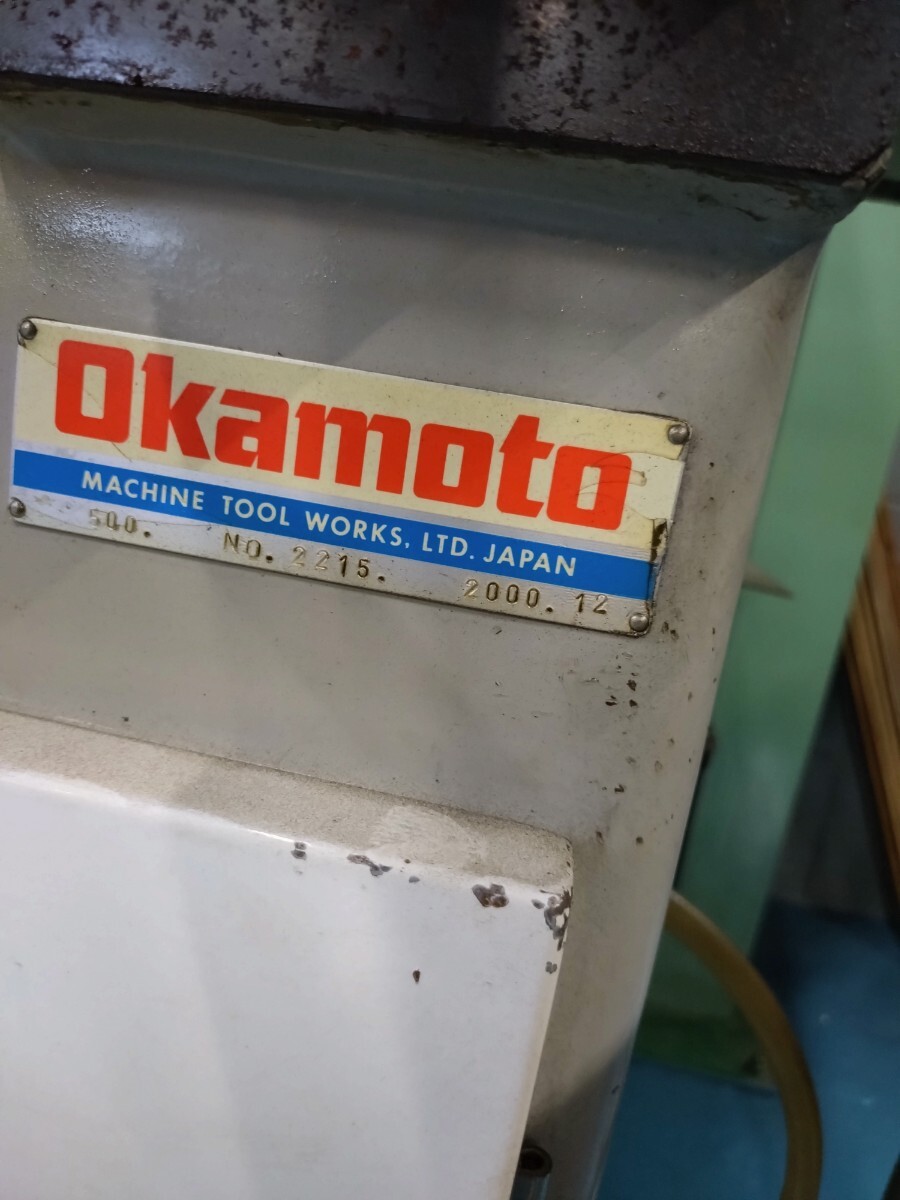 Okamoto
MACHINE TOOL WORKS, LTD. JAPAN
500. NO. 2215. 2000. 12